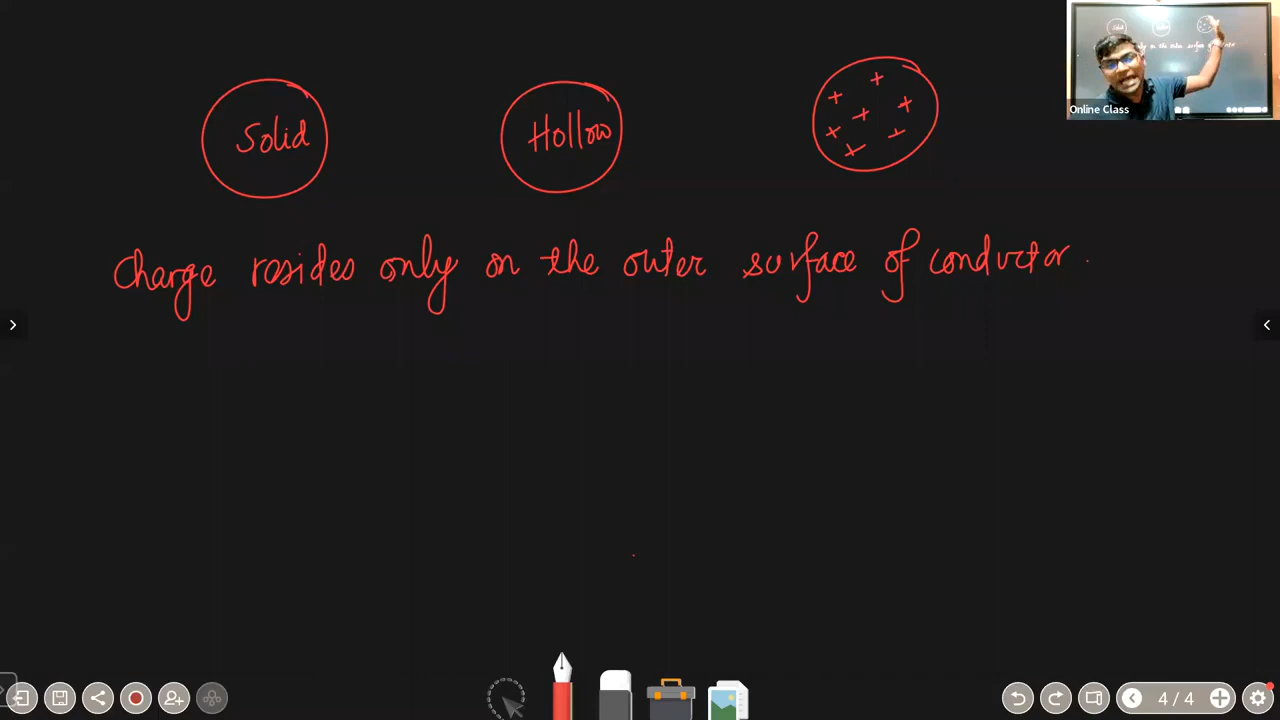 Solid
Hollow
+ + + + + + + +
Charge resides only on the outer surface of conductor.
Online Class
4/4